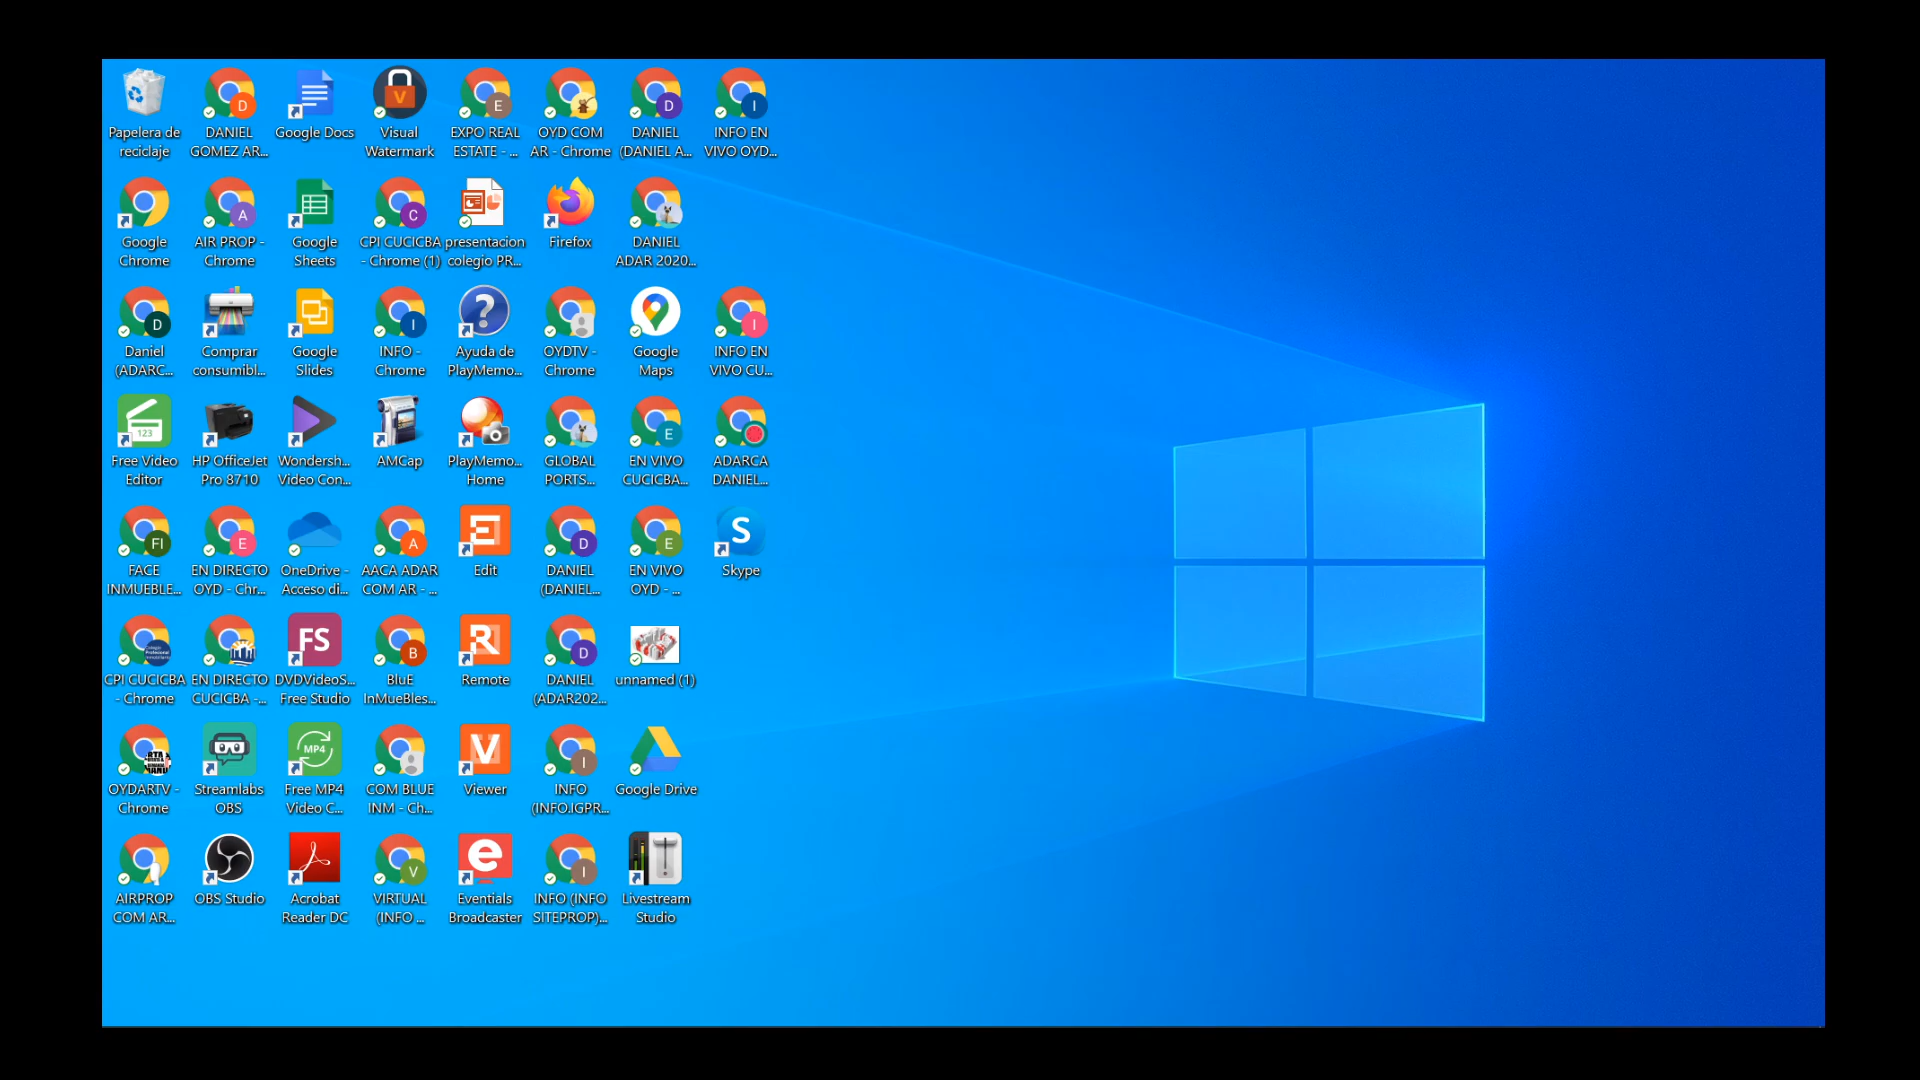 Papelera de
reciclaje
DANIEL
GOMEZ AR...
Google Docs
Visual
Watermark
EXPO REAL
ESTATE - ...
OYD COM
AR - Chrome
DANIEL
(DANIEL A...
INFO EN
VIVO OYD...
Google
Chrome
AIR PROP -
Chrome
Google
Sheets
CPI CUCICBA
- Chrome (1)
presentacion
colegio PR...
Firefox
DANIEL
ADAR 2020...
Daniel
(ADARC...
Comprar
consumibl...
Google
Slides
INFO -
Chrome
Ayuda de
PlayMemo...
OYDTV -
Chrome
Google
Maps
INFO EN
VIVO CU...
Free Video
Editor
HP OfficeJet
Pro 8710
Wondersh...
Video Con...
AMCap
PlayMemo...
Home
GLOBAL
PORTS...
EN VIVO
CUCICBA...
ADARCA
DANIEL...
FACE
INMUEBLE...
EN DIRECTO
OYD - Chr...
OneDrive -
Acceso di...
AACA ADAR
COM AR - ...
Edit
DANIEL
(DANIEL...
EN VIVO
OYD - ...
Skype
CPI CUCICBA
- Chrome
EN DIRECTO
CUCICBA -...
DVDVideoS...
Free Studio
BluE
InMueBles...
Remote
DANIEL
(ADAR202...
unnamed (1)
OYDARTV -
Chrome
Streamlabs
OBS
Free MP4
Video C...
COM BLUE
INM - Ch...
Viewer
INFO
(INFO.IGPR...
Google Drive
AIRPROP
COM AR...
OBS Studio
Acrobat
Reader DC
VIRTUAL
(INFO ...
Eventials
Broadcaster
INFO (INFO
SITEPROP)...
Livestream
Studio